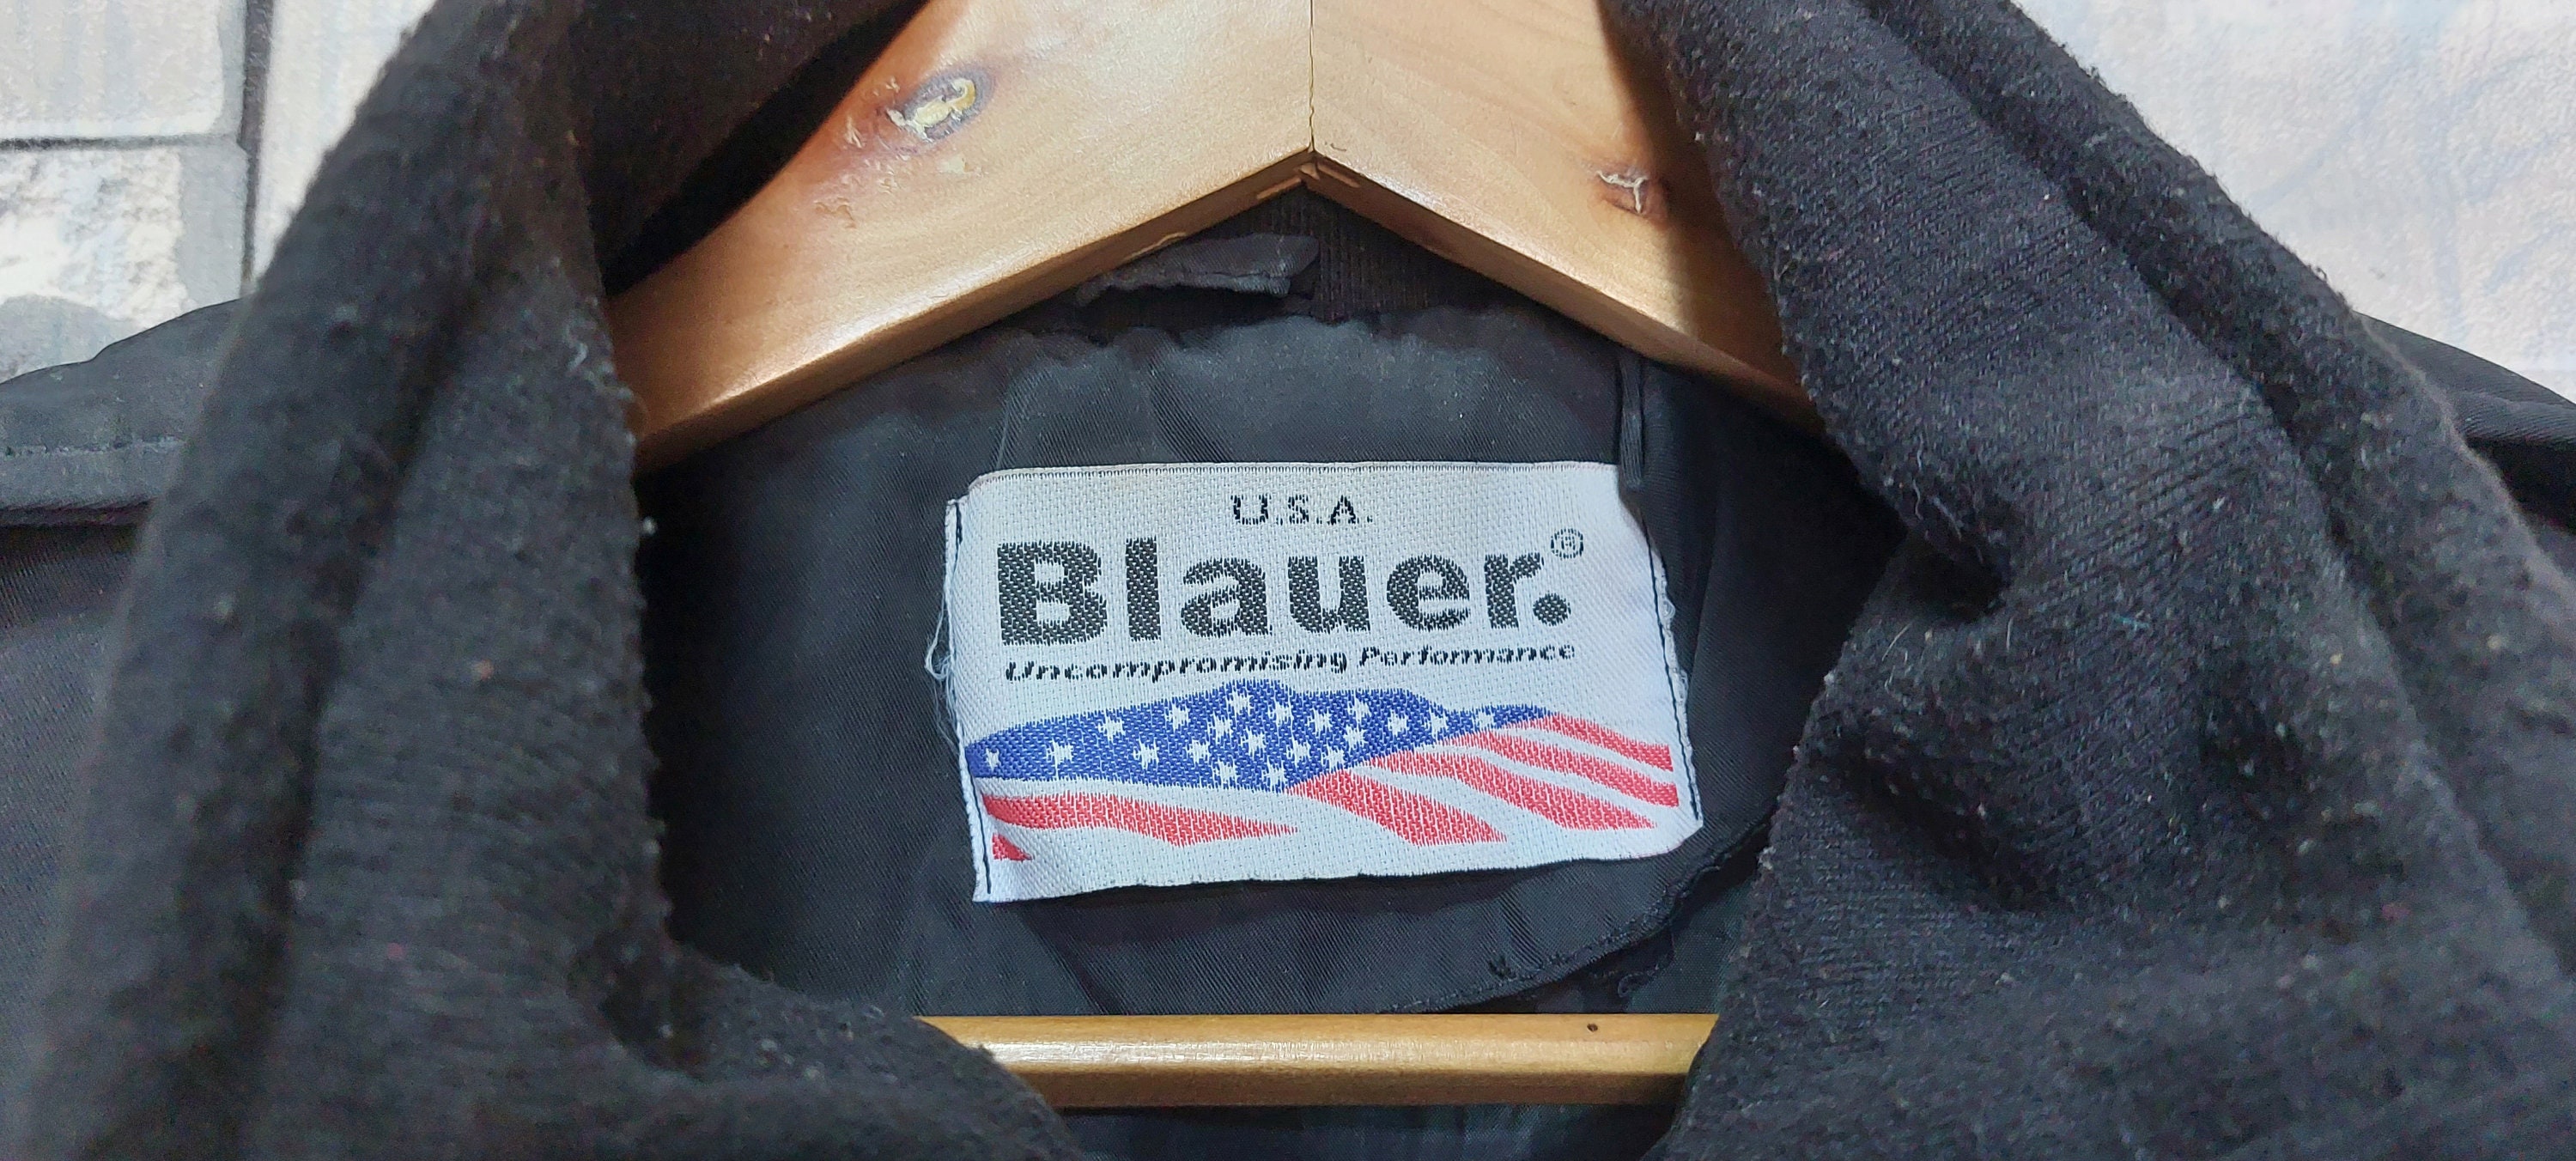 U.S.A.
Blauer.®
Uncompromising Performance